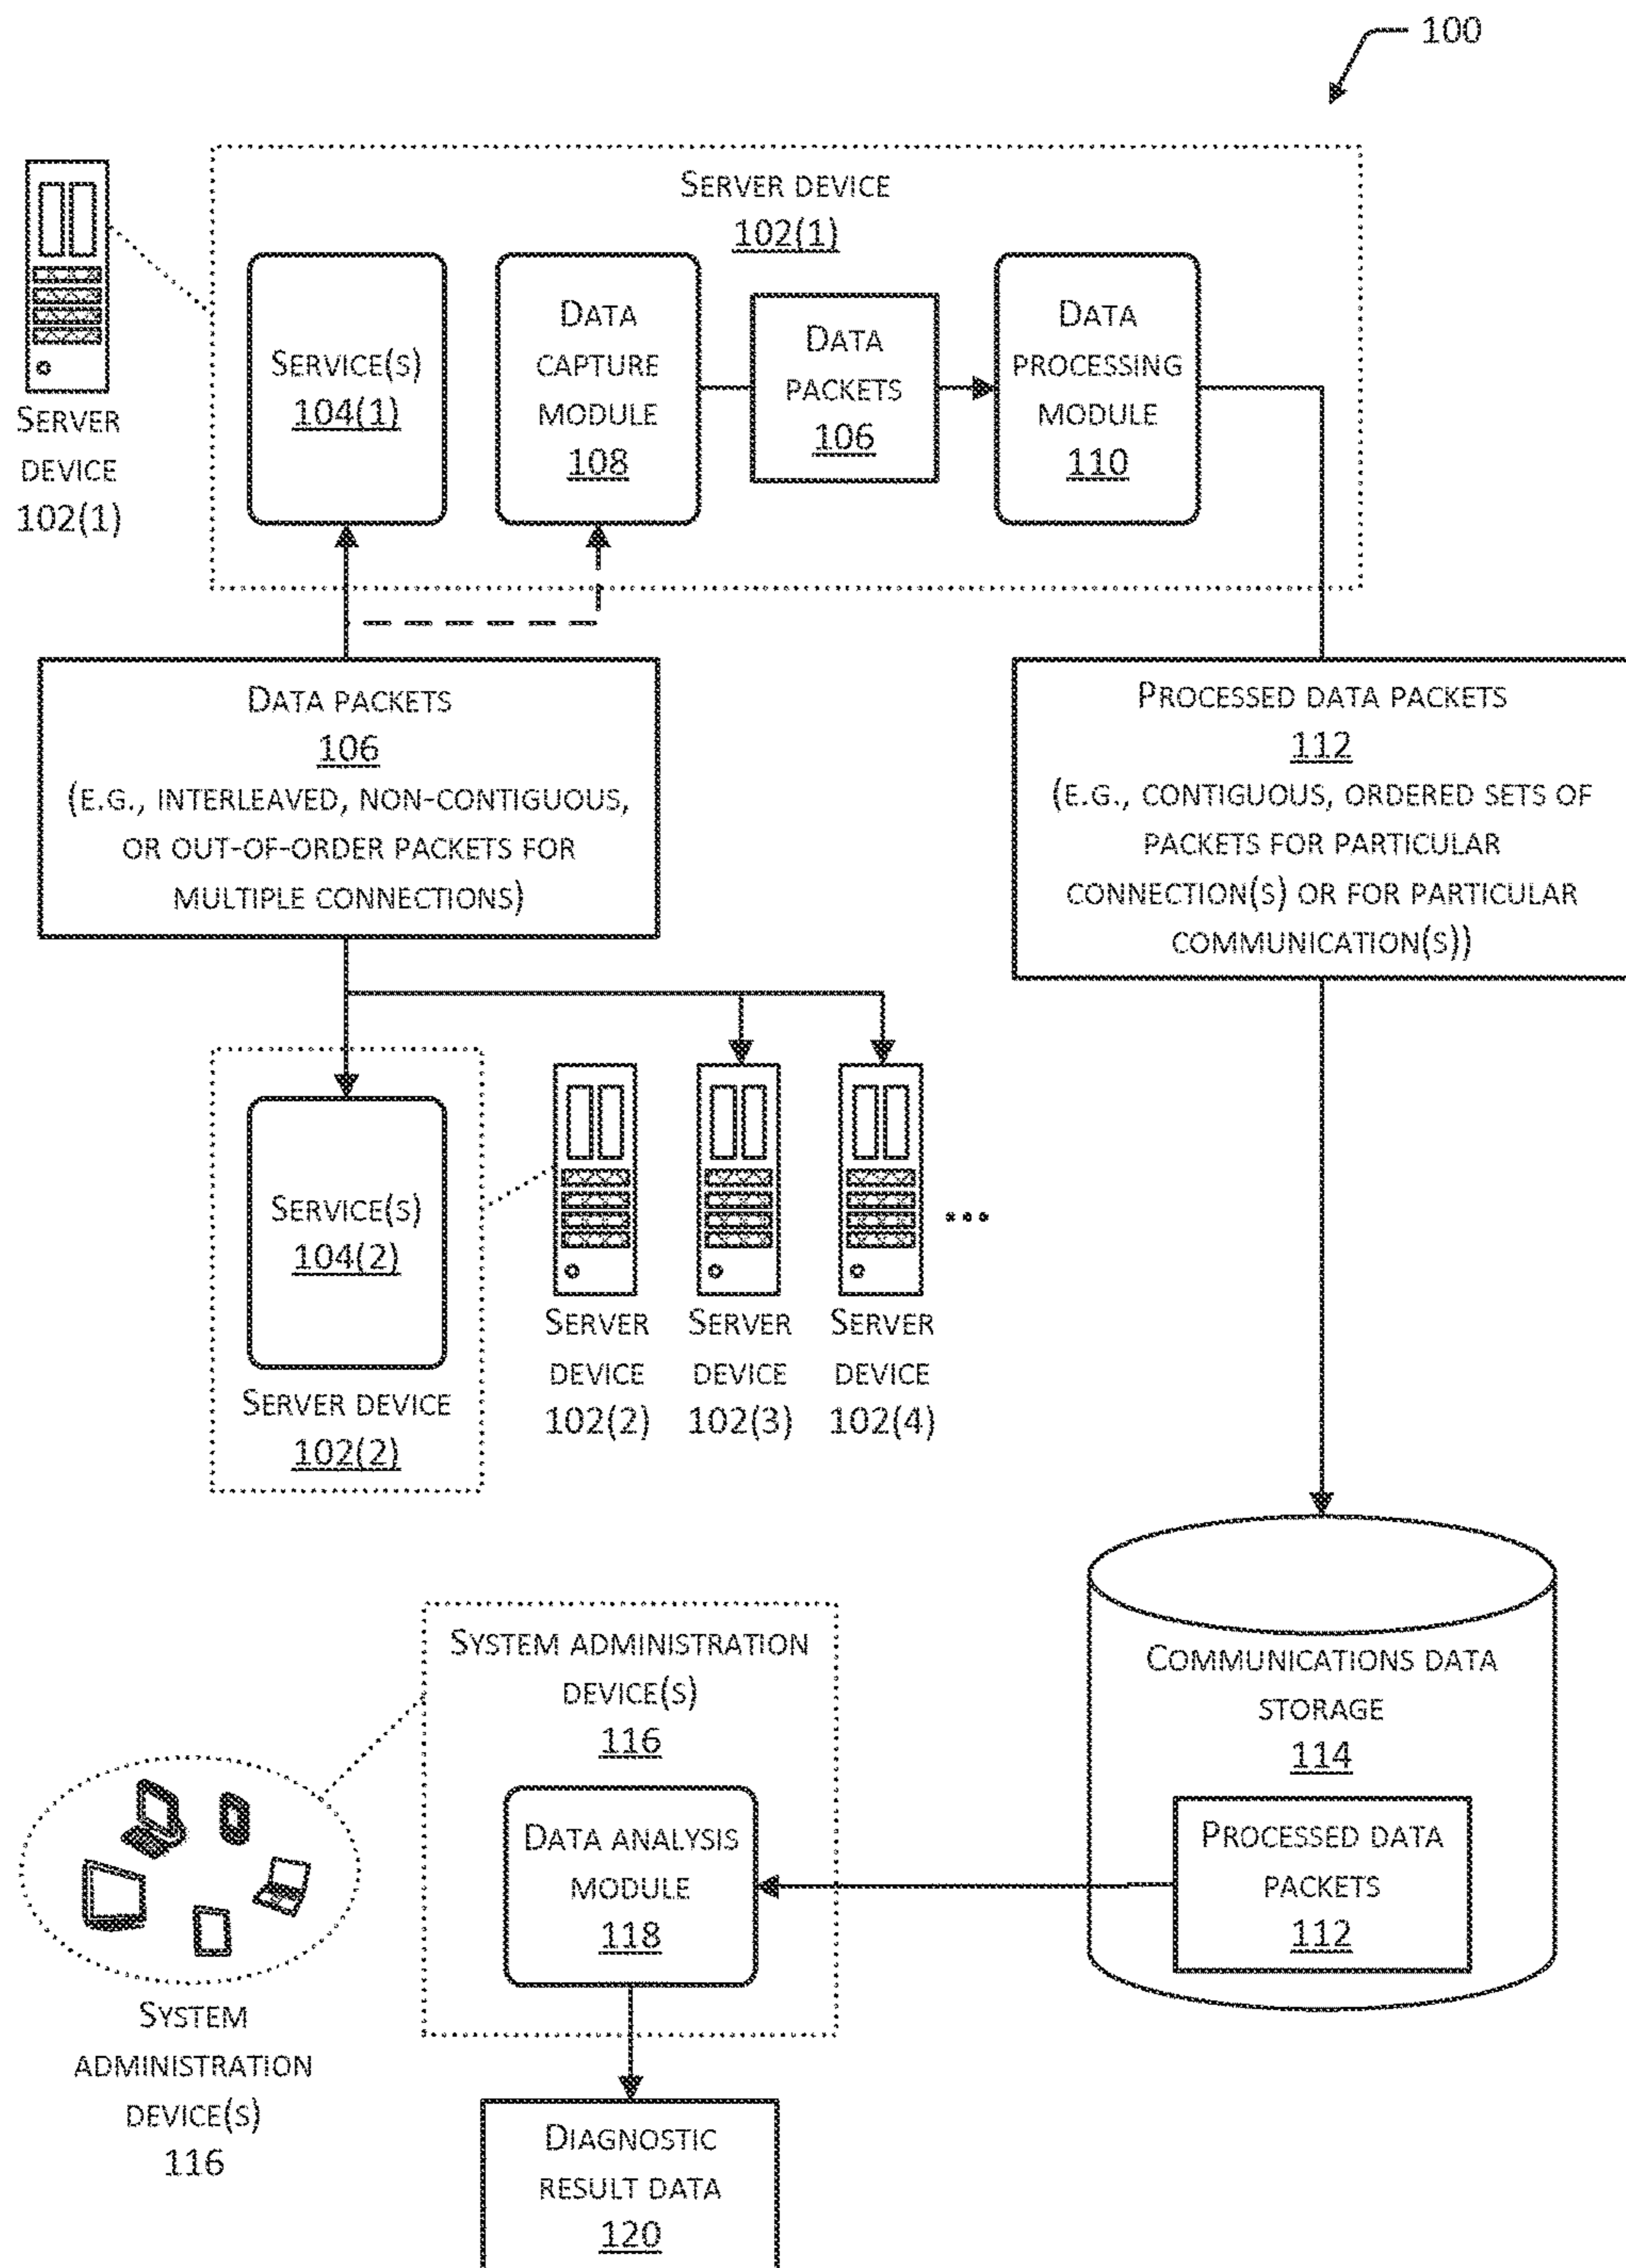 100
SERVER DEVICE
102(1)
SERVICE(S)
104(1)
DATA
CAPTURE
MODULE
108
DATA
PACKETS
106
DATA
PROCESSING
MODULE
110
SERVER
DEVICE
102(1)
DATA PACKETS
106
(E.G., INTERLEAVED, NON-CONTIGUOUS,
OR OUT-OF-ORDER PACKETS FOR
MULTIPLE CONNECTIONS)
PROCESSED DATA PACKETS
112
(E.G., CONTIGUOUS, ORDERED SETS OF
PACKETS FOR PARTICULAR
CONNECTION(S) OR FOR PARTICULAR
COMMUNICATION(S))
SERVICE(S)
104(2)
SERVER DEVICE
102(2)
SERVER
DEVICE
102(2)
SERVER
DEVICE
102(3)
SERVER
DEVICE
102(4)
...
SYSTEM ADMINISTRATION
DEVICE(S)
116
DATA ANALYSIS
MODULE
118
COMMUNICATIONS DATA
STORAGE
114
PROCESSED DATA
PACKETS
112
SYSTEM
ADMINISTRATION
DEVICE(S)
116
DIAGNOSTIC
RESULT DATA
120